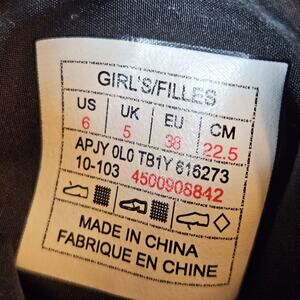 GIRL'S/FILLES
US UK EU CM
6 5 38 22.5
APJY 0L0 TB1Y 616273
10-103 4500908842
MADE IN CHINA
FABRIQUE EN CHINE